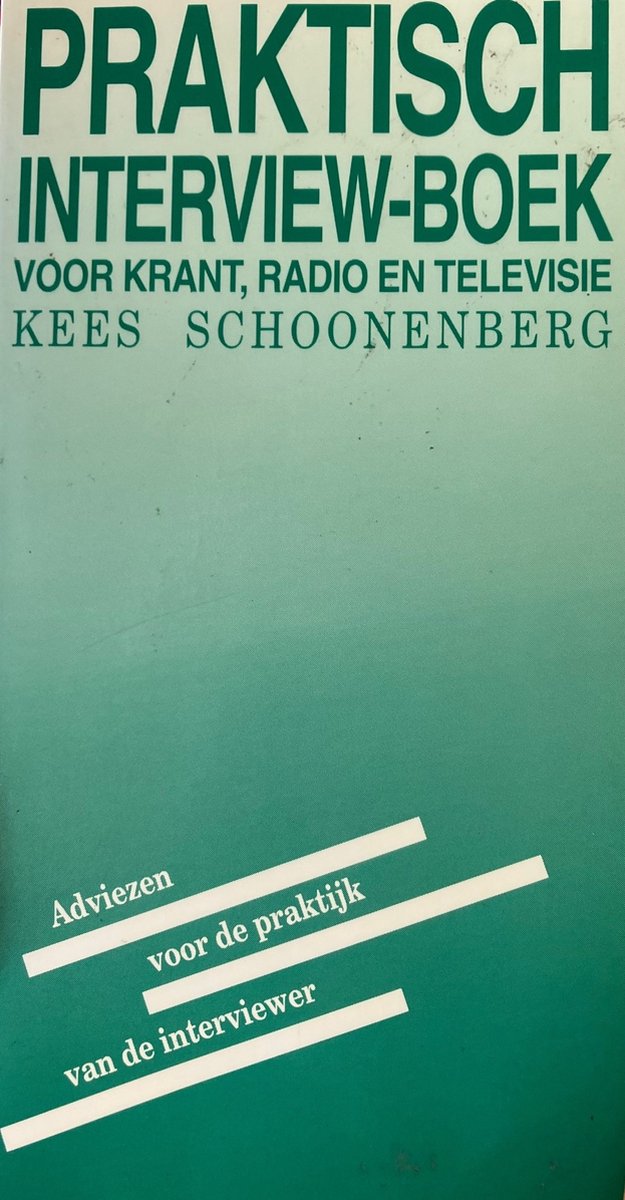 PRAKTISCH
INTERVIEW-BOEK
VOOR KRANT, RADIO EN TELEVISIE
KEES SCHOONENBERG
Adviezen
voor de praktijk
van de interviewer